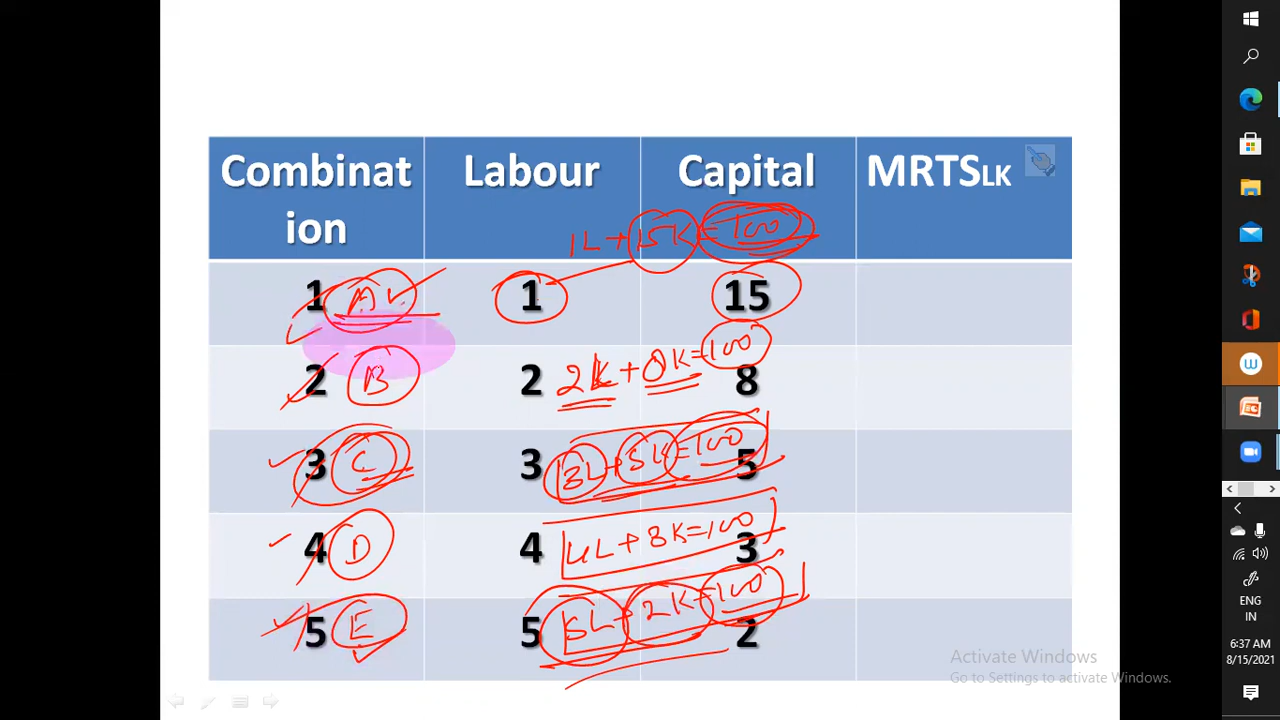 Combinat
ion
Labour
Capital
MRTSLK
1L + 15K = 100
1 A 1 15
2K + 8K = 100
2 B 2 8
3 C 3 3L + 5K = 100 5
4 D 4 4L + 3K = 100 3
5 E 5 5L + 2K = 100 2
Activate Windows
Go to Settings to activate Windows.
ENG
IN
6:37 AM
8/15/2021